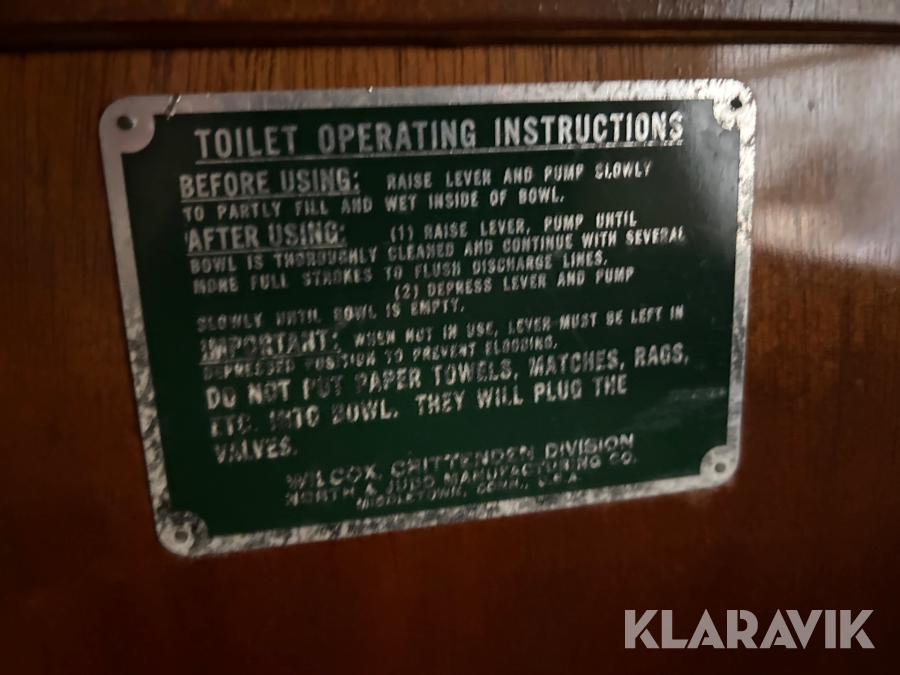 TOILET OPERATING INSTRUCTIONS
BEFORE USING: RAISE LEVER AND PUMP SLOWLY
TO PARTLY FILL AND WET INSIDE OF BOWL.
AFTER USING: (1) RAISE LEVER, PUMP UNTIL
BOWL IS THOROUGHLY CLEANED AND CONTINUE WITH SEVERAL
MORE FULL STROKES TO FLUSH DISCHARGE LINES.
(2) DEPRESS LEVER AND PUMP
SLOWLY UNTIL BOWL IS EMPTY.
IMPORTANT: WHEN NOT IN USE, LEVER MUST BE LEFT IN
DEPRESSED POSITION TO PREVENT FLOODING.
DO NOT PUT PAPER TOWELS, MATCHES, RAGS,
ETC. INTO BOWL. THEY WILL PLUG THE
VALVES.
WILCOX, CRITTENDEN DIVISION
NORTH & JUDD MANUFACTURING CO.
MIDDLETOWN, CONN., U.S.A.
KLARAVIK